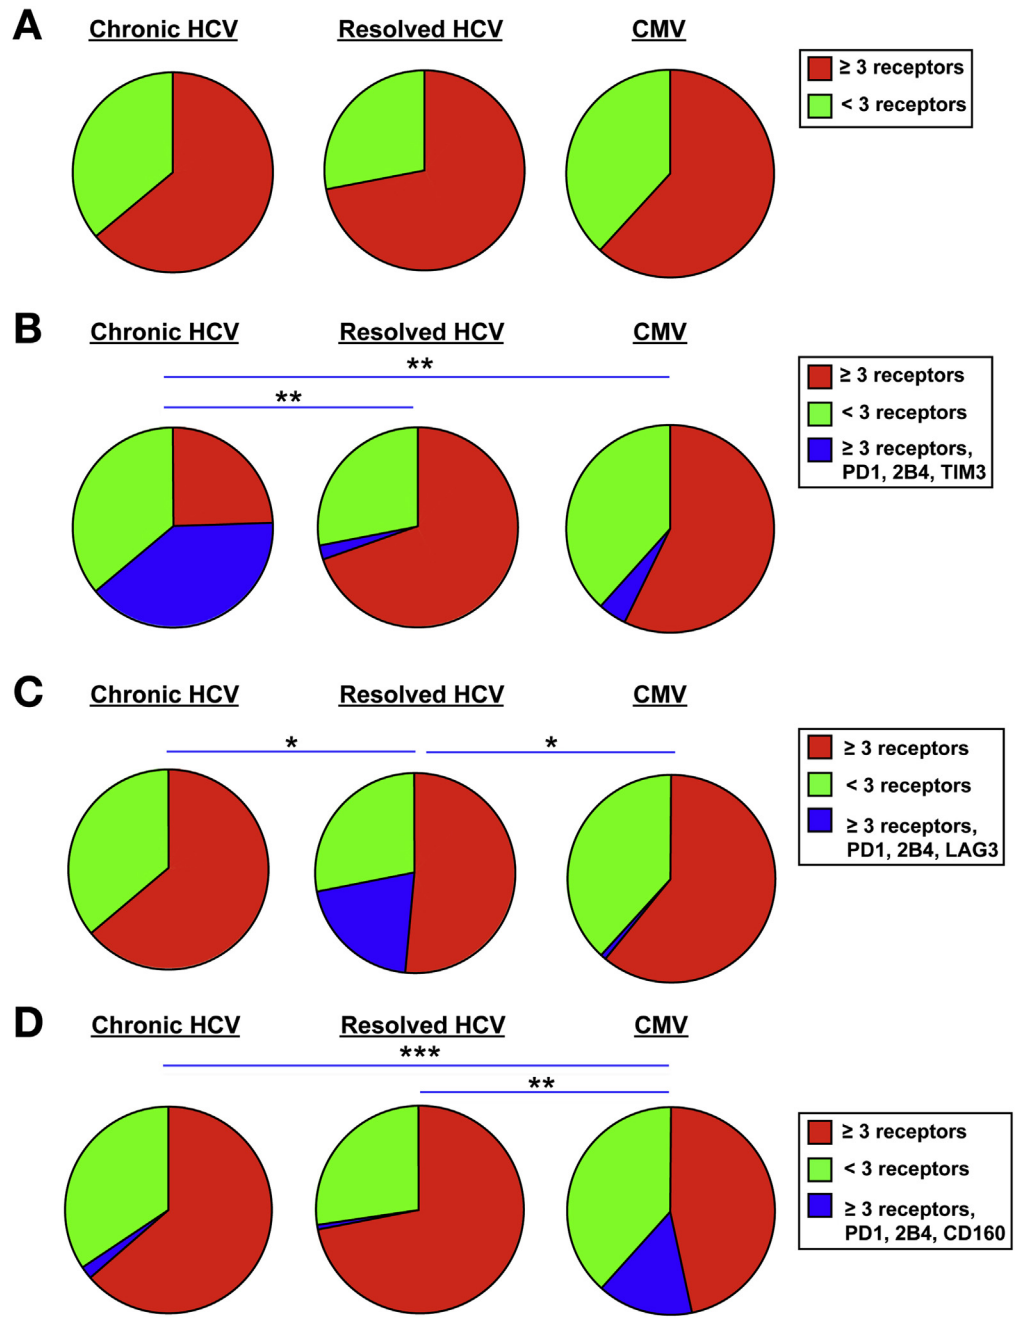 A
Chronic HCV
Resolved HCV
CMV
≥ 3 receptors
< 3 receptors
B
Chronic HCV
Resolved HCV
CMV
**
**
≥ 3 receptors
< 3 receptors
≥ 3 receptors,
PD1, 2B4, TIM3
C
Chronic HCV
Resolved HCV
CMV
*
*
≥ 3 receptors
< 3 receptors
≥ 3 receptors,
PD1, 2B4, LAG3
D
Chronic HCV
Resolved HCV
CMV
***
**
≥ 3 receptors
< 3 receptors
≥ 3 receptors,
PD1, 2B4, CD160